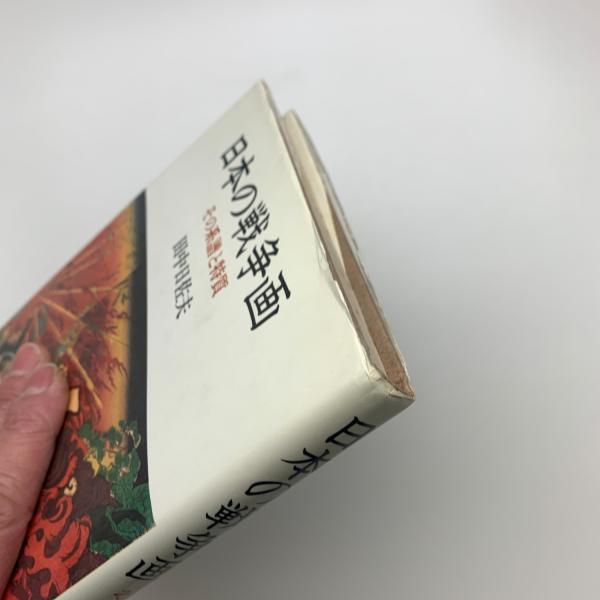 日本の戦争画
その系譜と特質
田中日佐夫
日本の戦争画